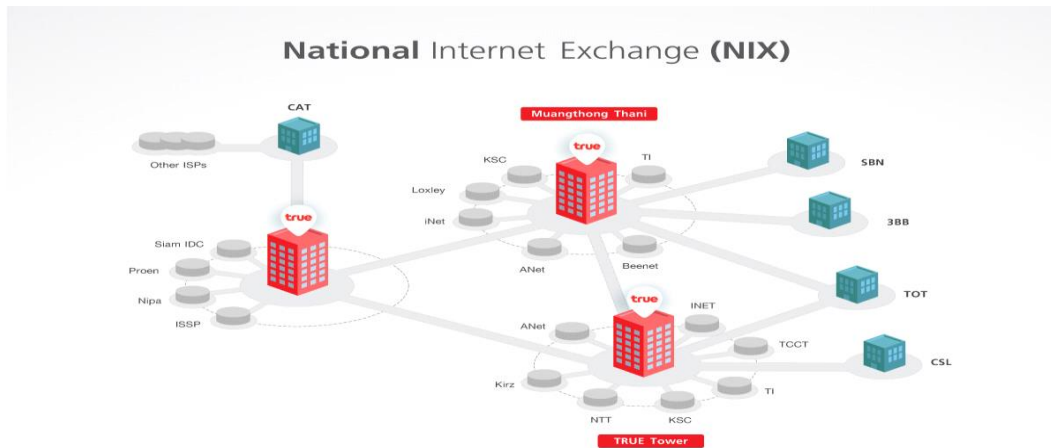 National Internet Exchange (NIX)
CAT
Other ISPs
true
Siam IDC
Proen
Nipa
ISSP
Muangthong Thani
true
KSC
TI
Loxley
iNet
ANet
Beenet
SBN
3BB
TOT
CSL
true
ANet
INET
TCCT
Kirz
TI
NTT
KSC
TRUE Tower